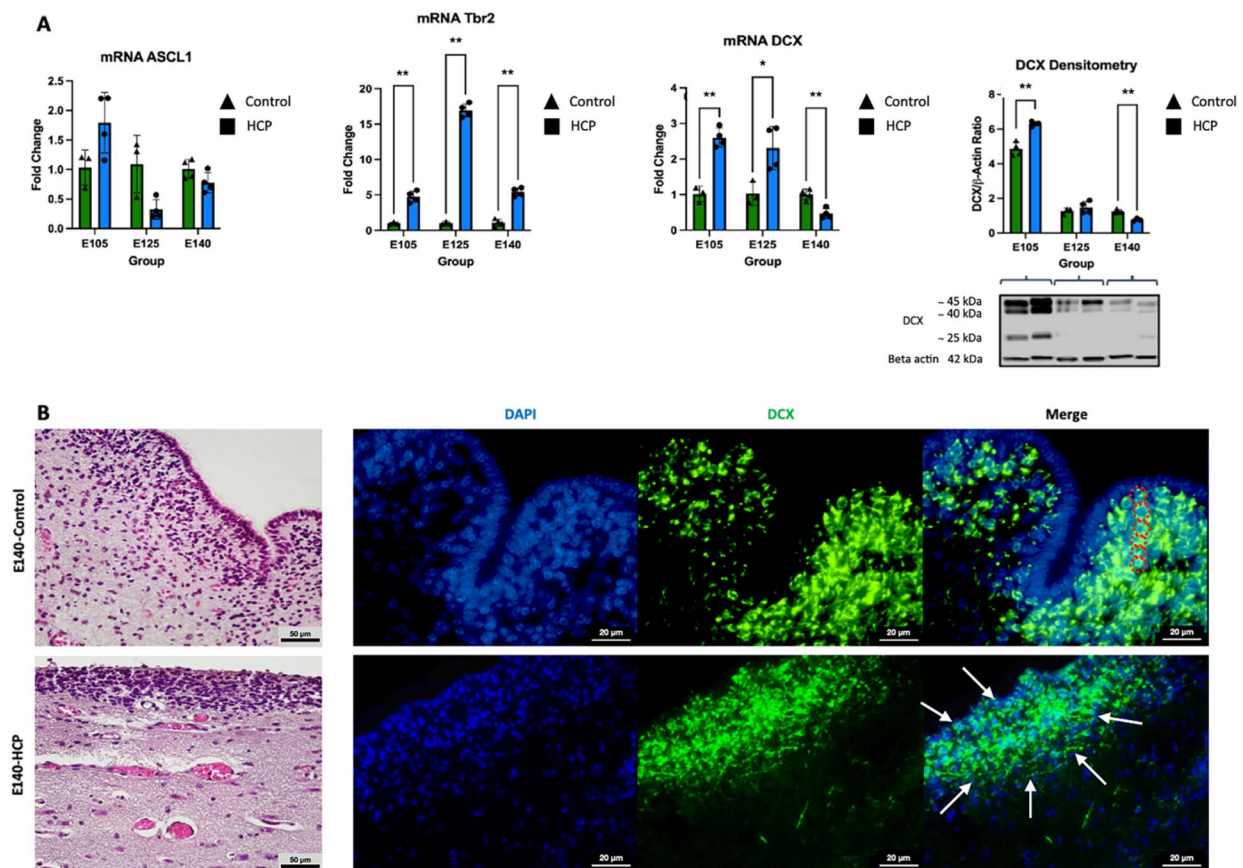 A
mRNA ASCL1
Fold Change
2.5
2.0
1.5
1.0
0.5
0.0
E105 E125 E140
Group
Control
HCP
mRNA Tbr2
Fold Change
20
15
10
5
0
** ** **
E105 E125 E140
Group
Control
HCP
mRNA DCX
Fold Change
4
3
2
1
0
** * **
E105 E125 E140
Group
Control
HCP
DCX Densitometry
DCX/β-Actin Ratio
8
6
4
2
0
** **
E105 E125 E140
Group
Control
HCP
DCX
~ 45 kDa
~ 40 kDa
~ 25 kDa
Beta actin 42 kDa
B
DAPI DCX Merge
E140-Control
50 µm 20 µm 20 µm 20 µm
E140-HCP
50 µm 20 µm 20 µm 20 µm